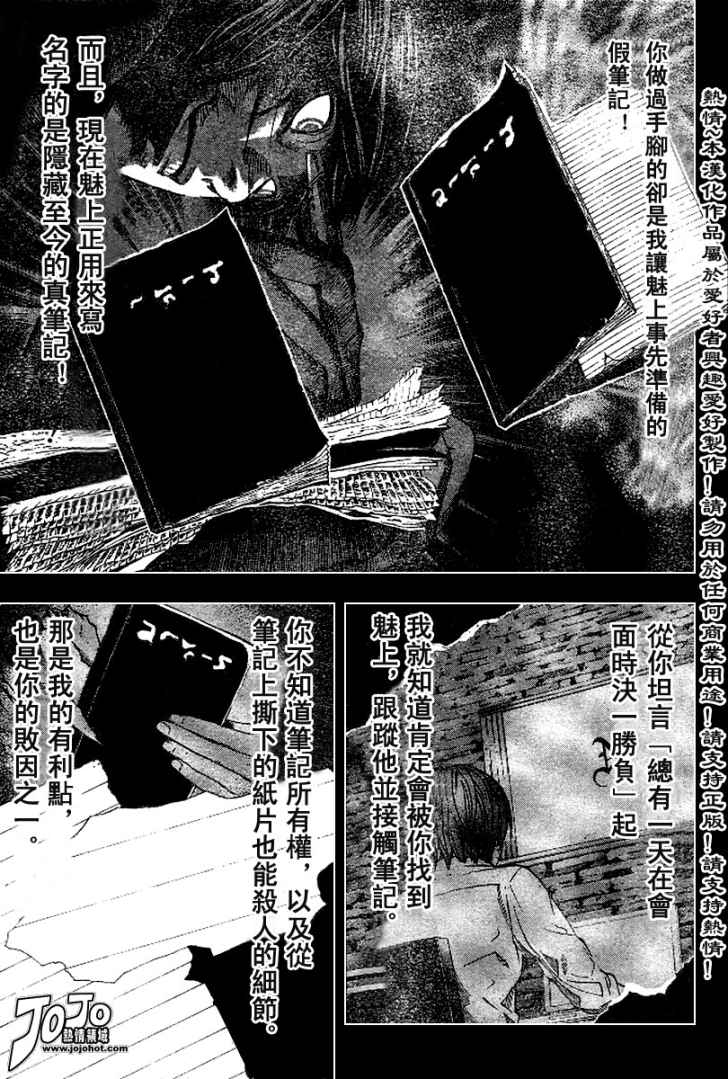 你做過手腳的卻是我讓魅上事先準備的
假筆記！
而且，現在魅上正用來寫
名字的是隱藏至今的真筆記！
從你坦言「總有一天在會
面時決一勝負」起
我就知道肯定會被你找到
魅上，跟蹤他並接觸筆記。
你不知道筆記所有權，以及從
筆記上撕下的紙片也能殺人的細節。
那是我的有利點，
也是你的敗因之一。
熱情本漢化作品屬於愛好者興趣愛好製作！請勿用於任何商業用途！請支持正版！請支持熱情！
JOJO
熱情領域
www.jojohot.com